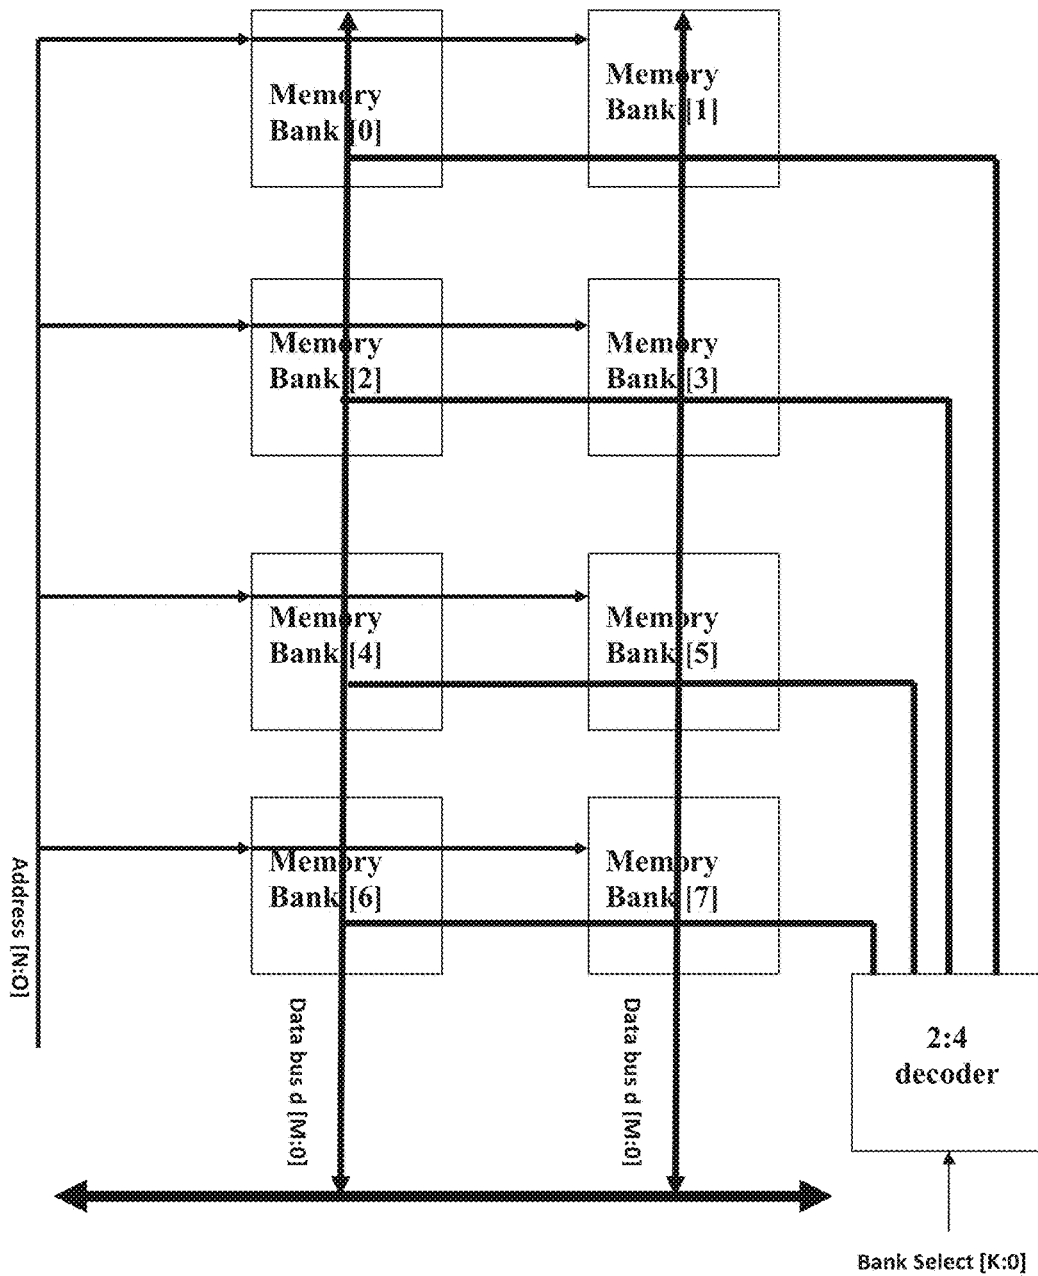 Memory
Bank [0]
Memory
Bank [1]
Memory
Bank [2]
Memory
Bank [3]
Memory
Bank [4]
Memory
Bank [5]
Memory
Bank [6]
Memory
Bank [7]
Address [N:O]
Data bus d [M:0]
Data bus d [M:0]
2:4
decoder
Bank Select [K:0]